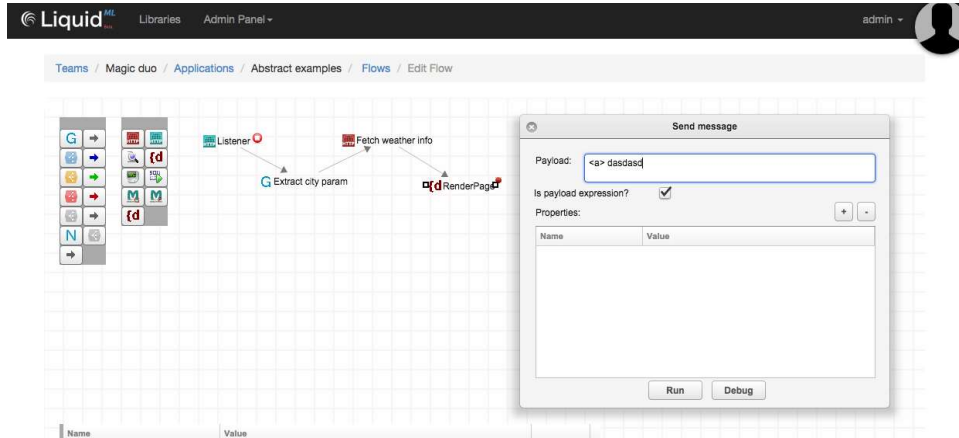 Liquid ML beta Libraries Admin Panel admin
Teams / Magic duo / Applications / Abstract examples / Flows / Edit Flow
Send message
Listener
Fetch weather info
Payload: <a> dasdasd
G Extract city param
{d RenderPage
Is payload expression?
Properties: + -
Name Value
G
{d
M M
{d
N
Run Debug
Name Value